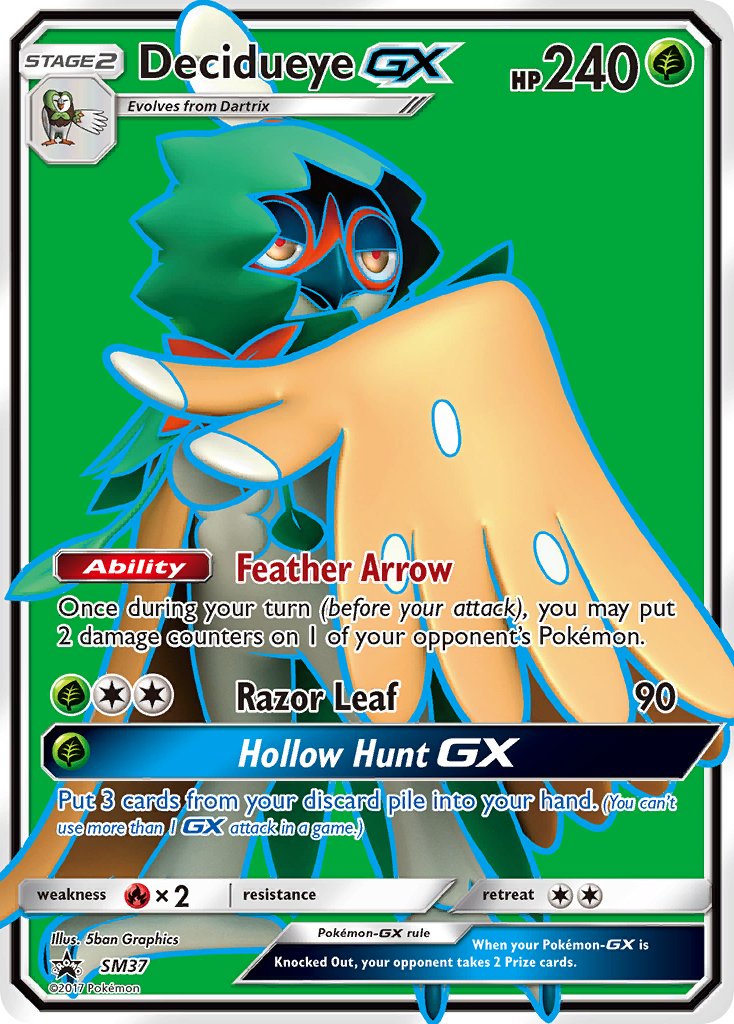 STAGE 2
Decidueye GX
HP 240
Evolves from Dartrix
Ability Feather Arrow
Once during your turn (before your attack), you may put
2 damage counters on 1 of your opponent's Pokémon.
Razor Leaf 90
Hollow Hunt GX
Put 3 cards from your discard pile into your hand. (You can't
use more than 1 GX attack in a game.)
weakness × 2 resistance retreat
Illus. 5ban Graphics
SM37
©2017 Pokémon
Pokémon-GX rule
When your Pokémon-GX is
Knocked Out, your opponent takes 2 Prize cards.